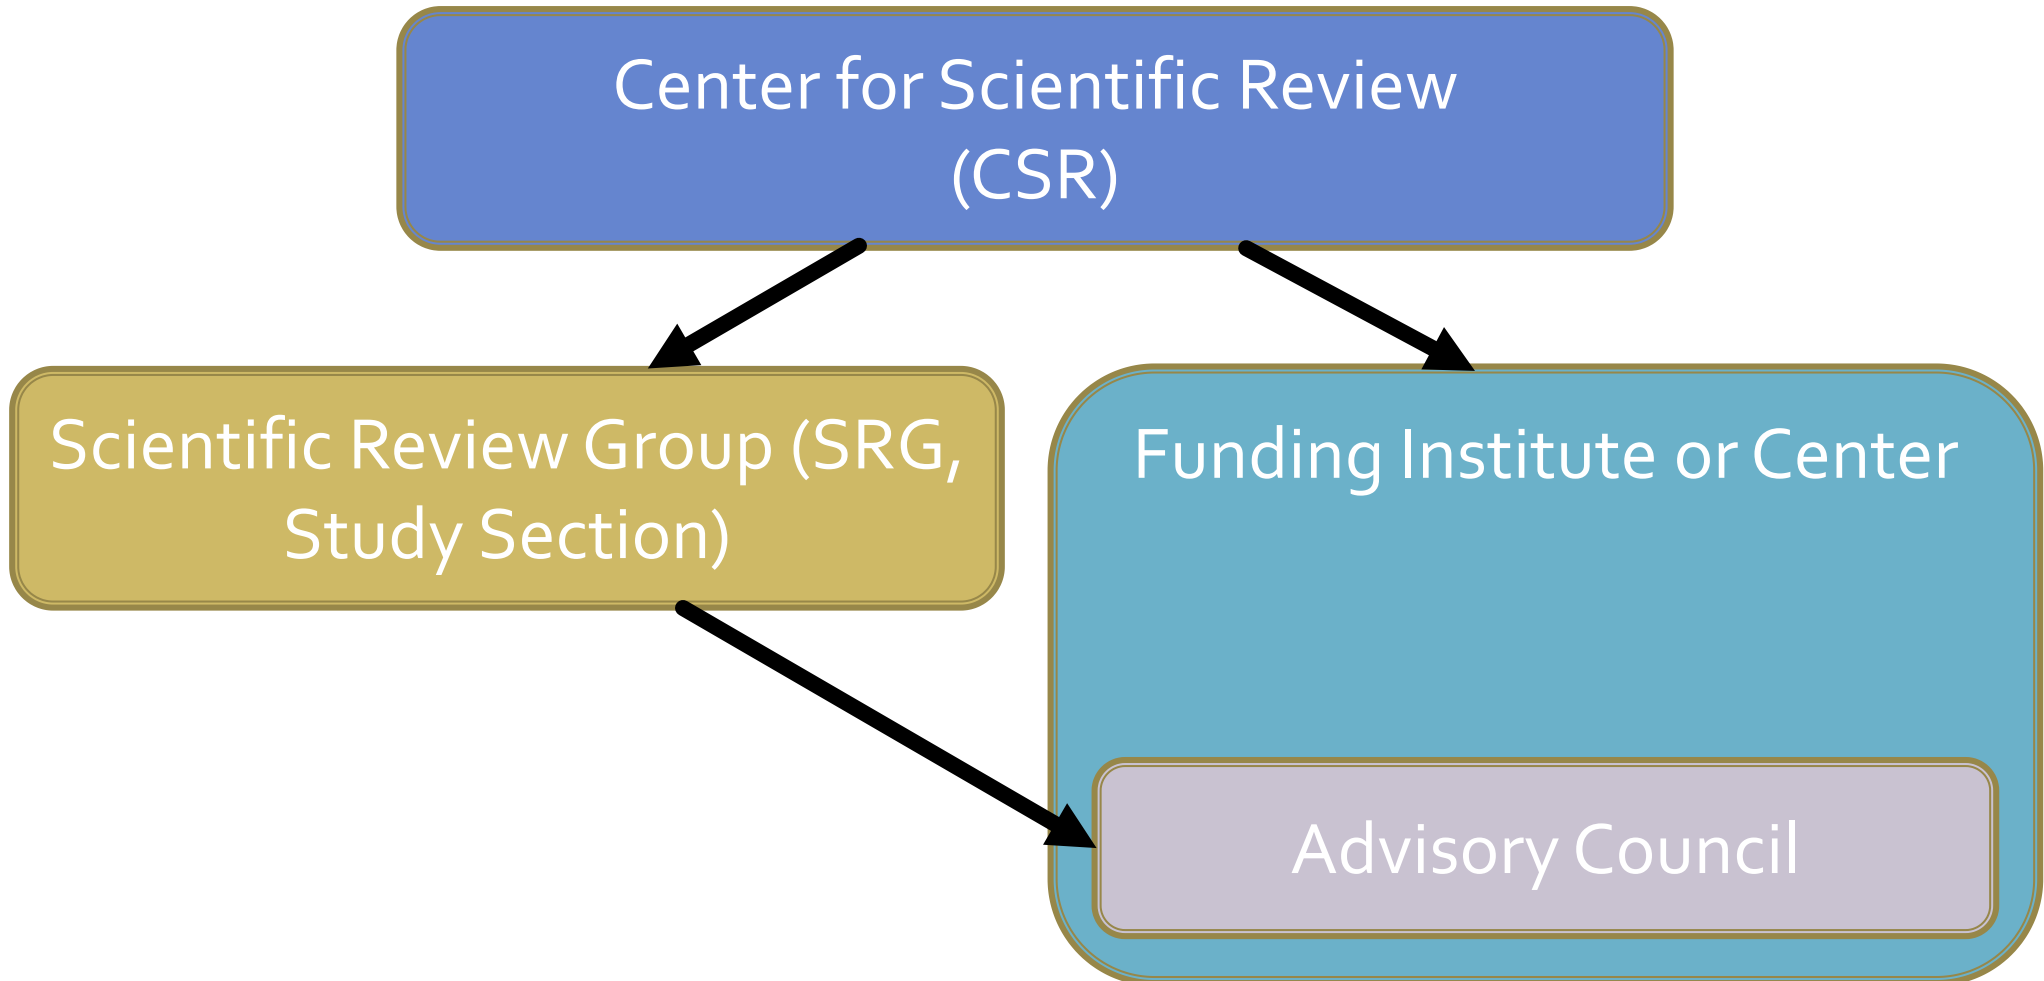 Center for Scientific Review
(CSR)
Scientific Review Group (SRG,
Study Section)
Funding Institute or Center
Advisory Council